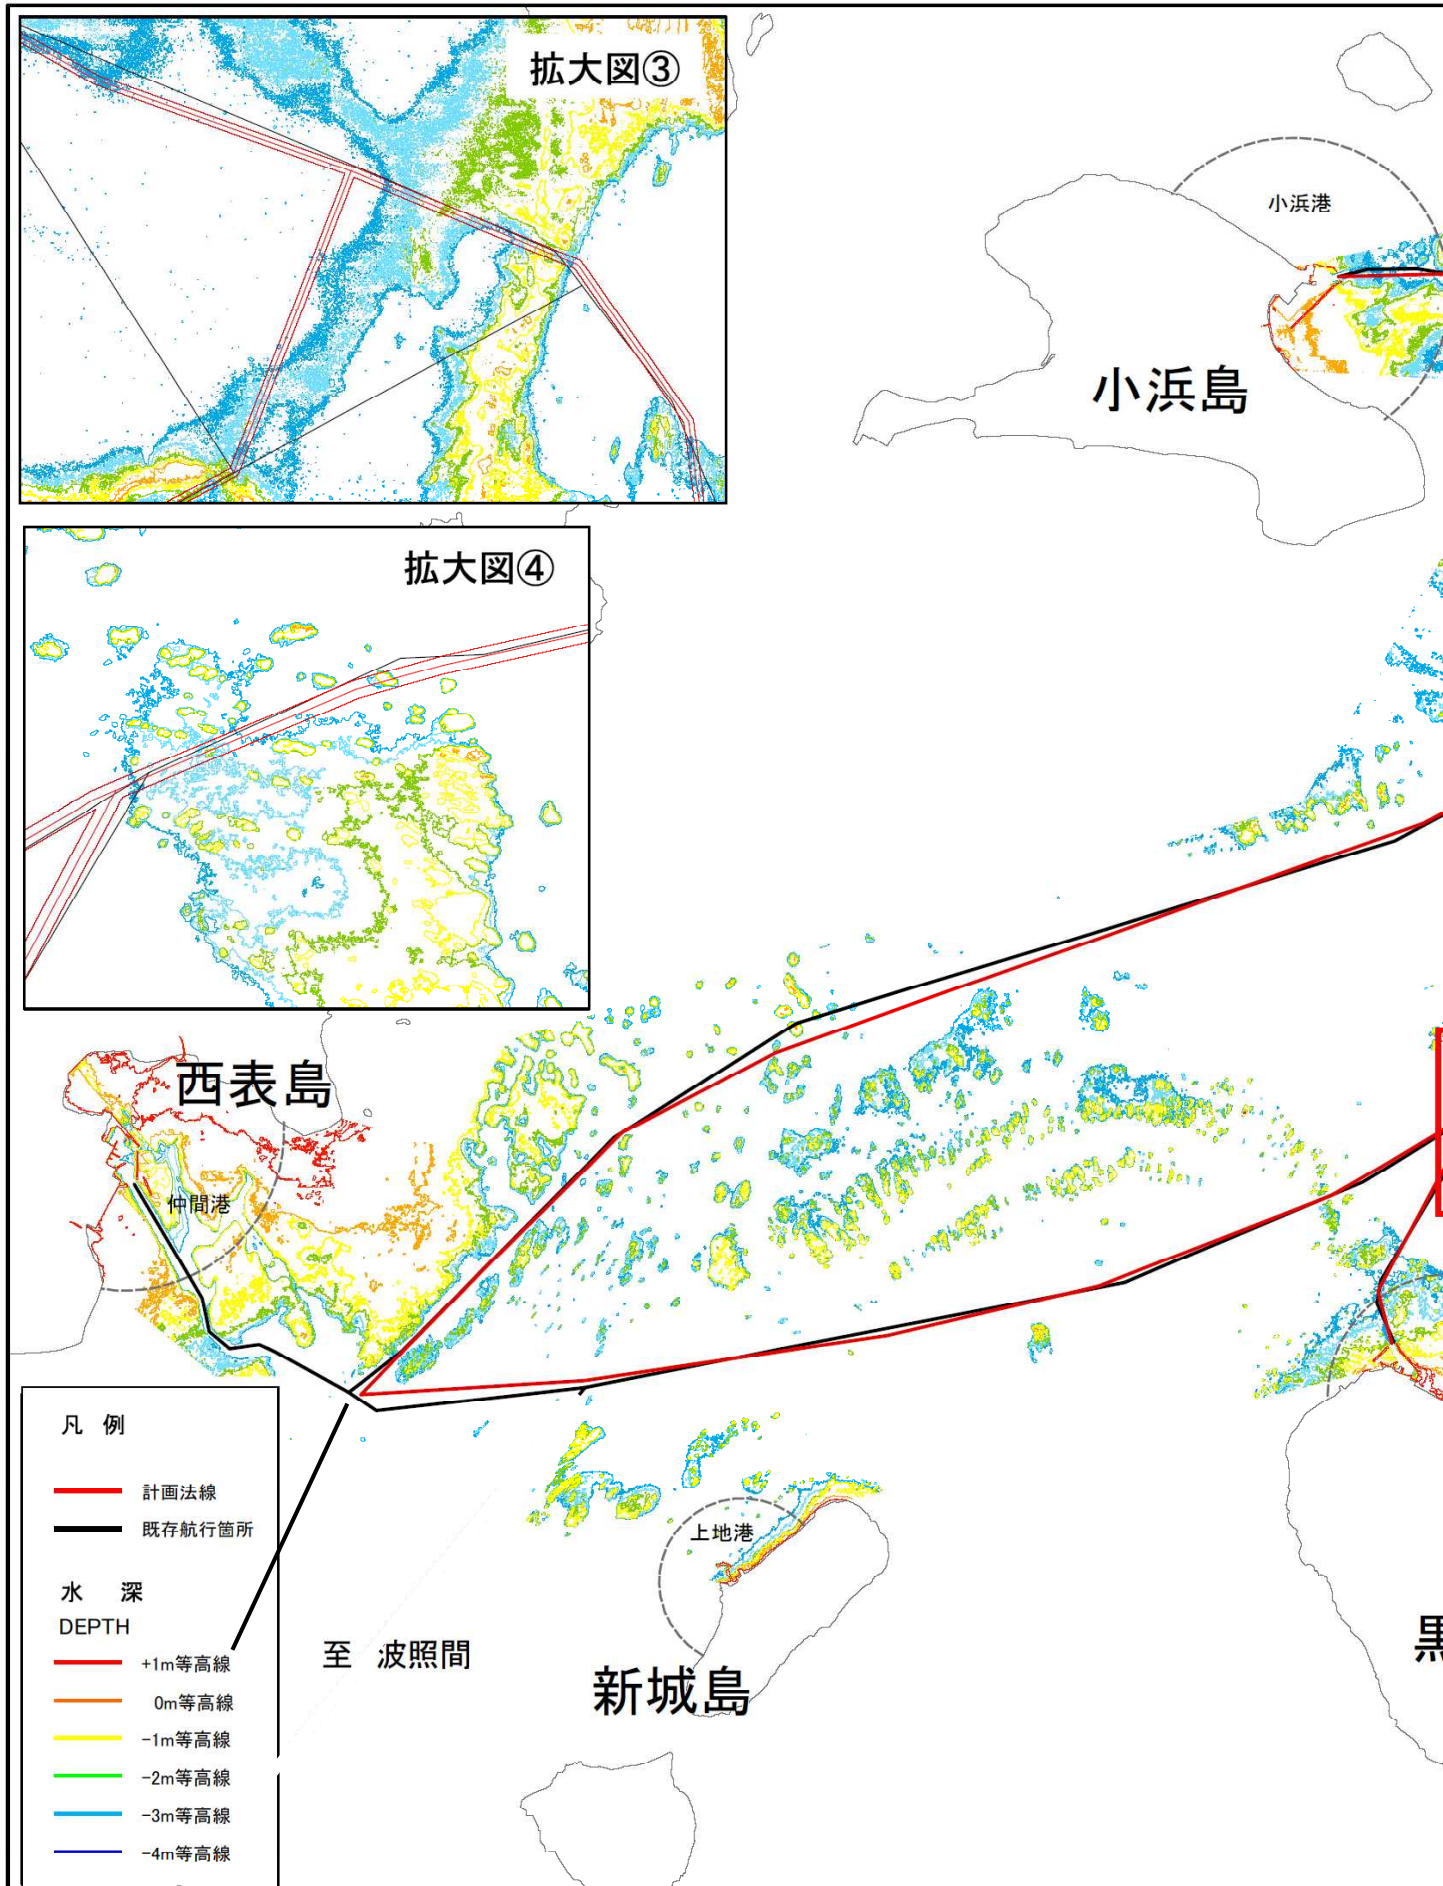 拡大図③
小浜港
小浜島
拡大図④
西表島
仲間港
凡 例
計画法線
既存航行箇所
水 深
DEPTH
+1m等高線
0m等高線
-1m等高線
-2m等高線
-3m等高線
-4m等高線
上地港
至 波照間
新城島
黒